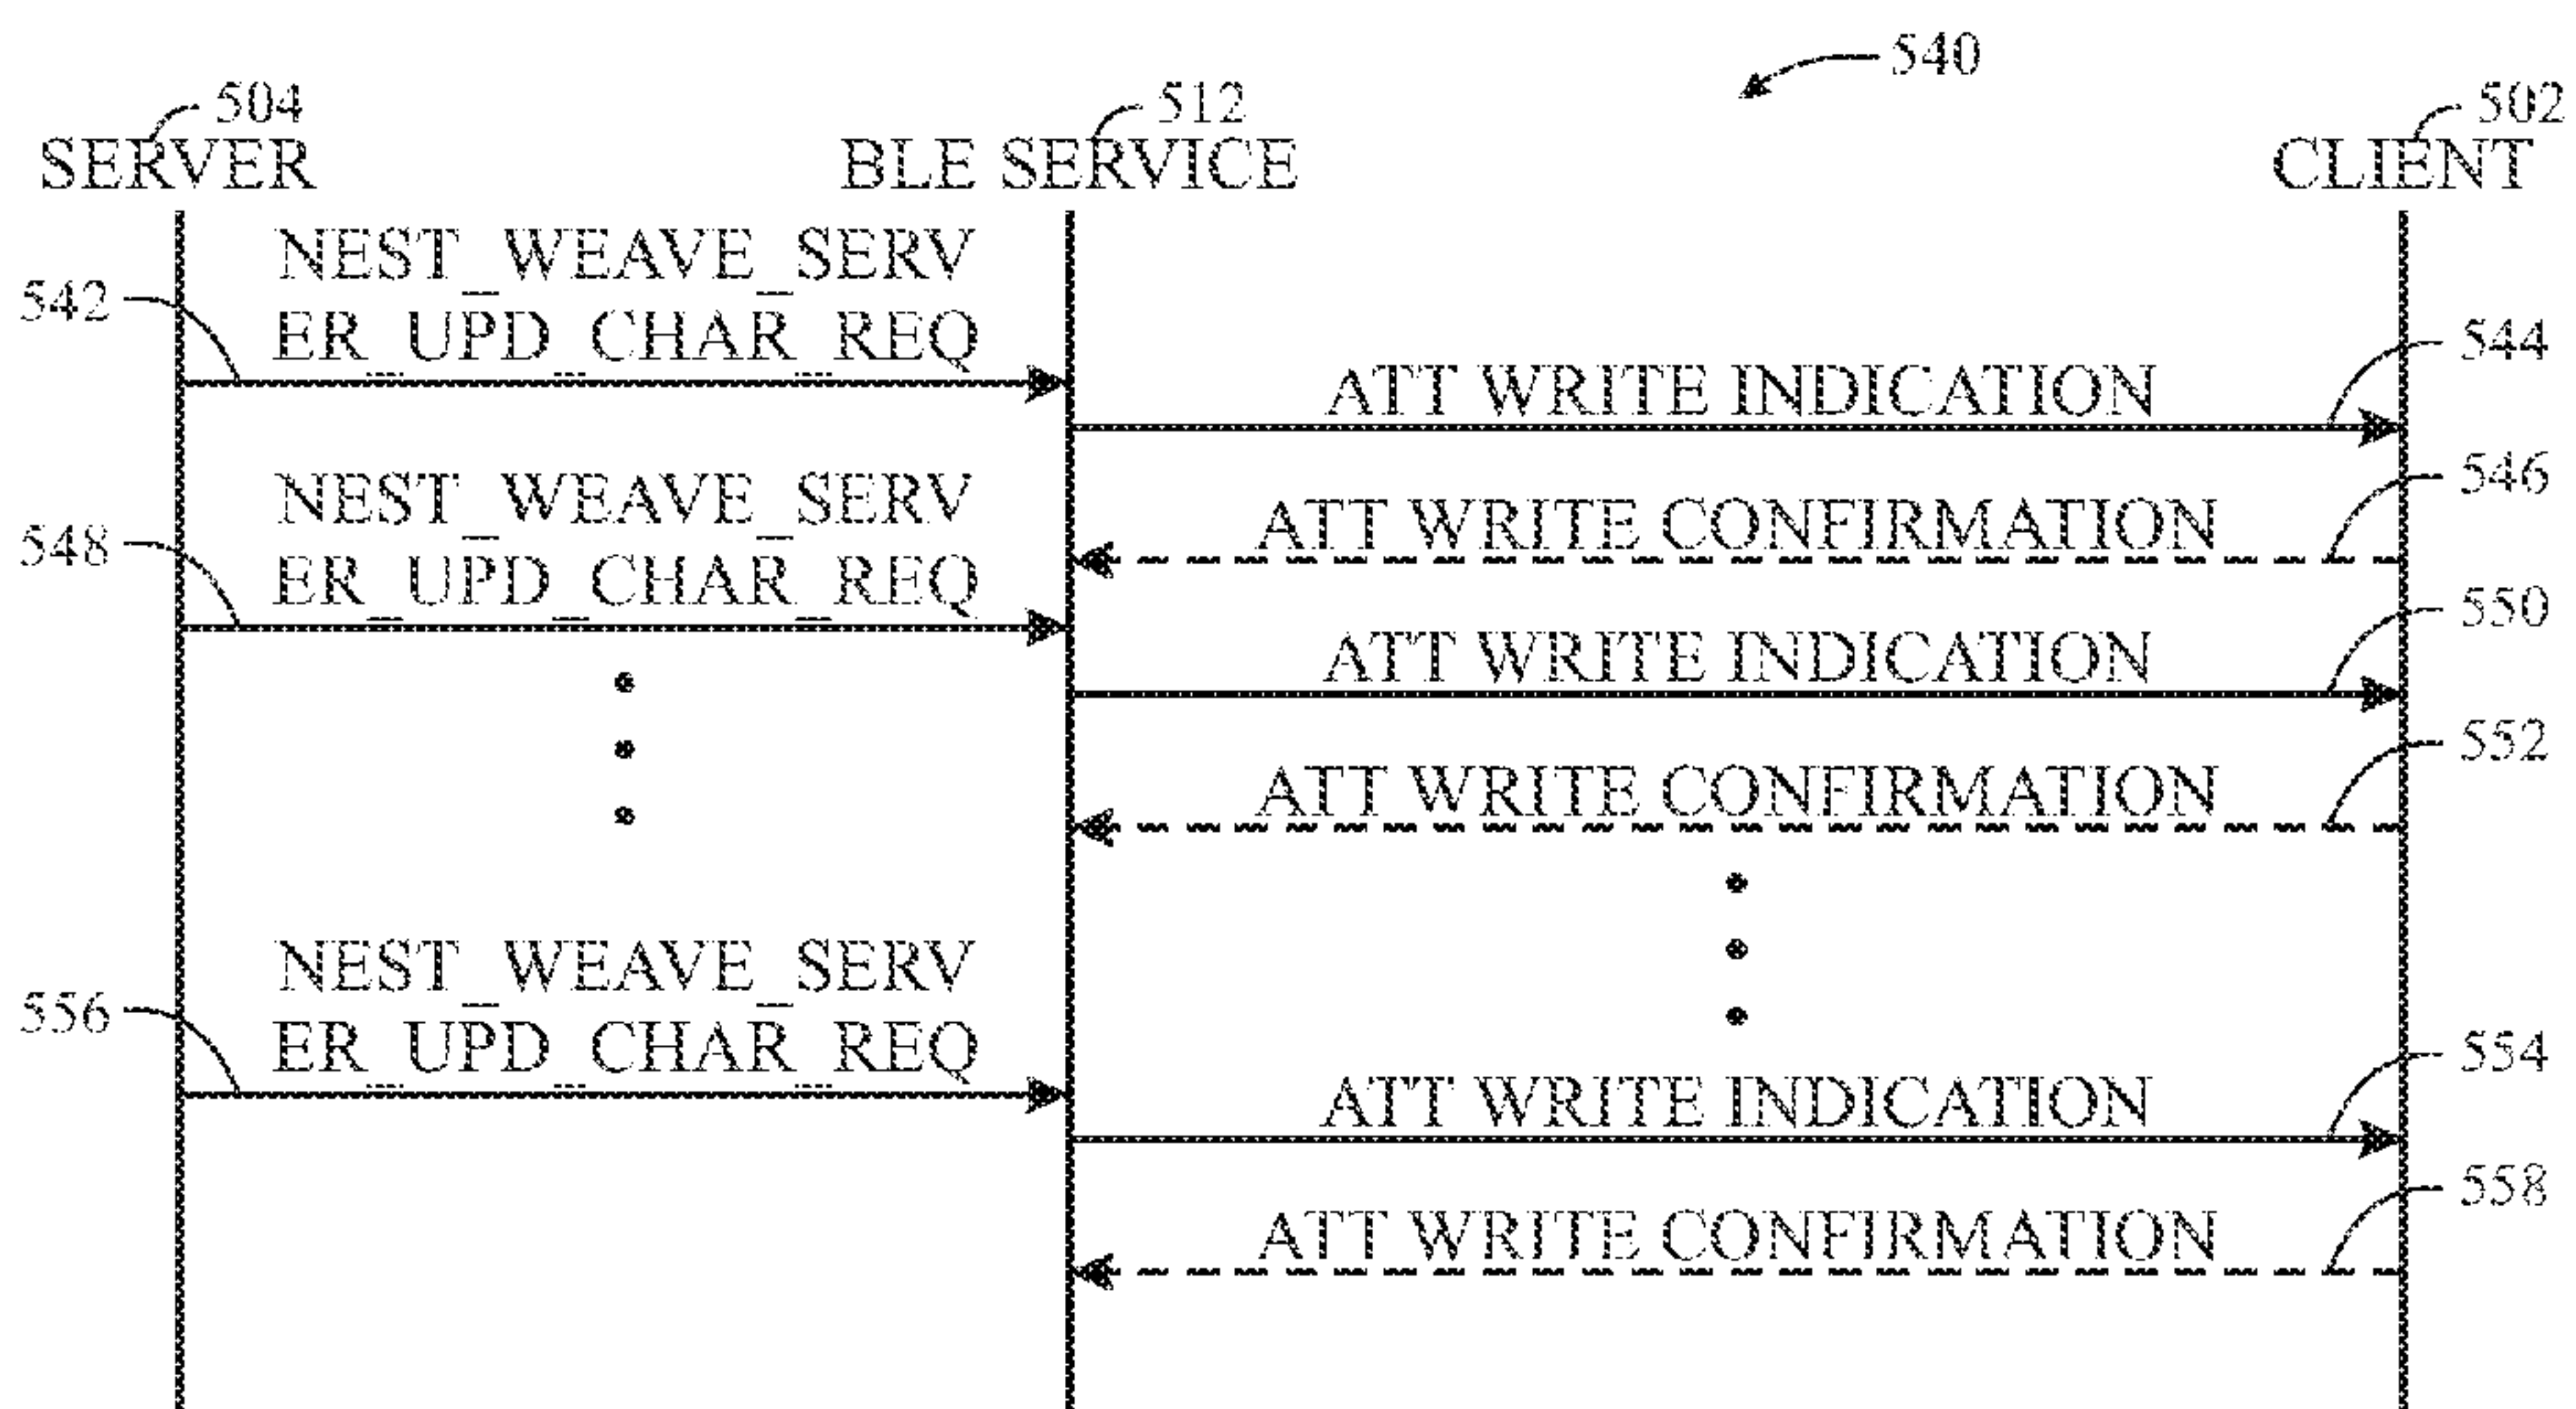 540
504
512
502
SERVER
BLE SERVICE
CLIENT
NEST_WEAVE_SERV
ER_UPD_CHAR_REQ
542
544
ATT WRITE INDICATION
546
ATT WRITE CONFIRMATION
NEST_WEAVE_SERV
ER_UPD_CHAR_REQ
548
550
ATT WRITE INDICATION
552
ATT WRITE CONFIRMATION
NEST_WEAVE_SERV
ER_UPD_CHAR_REQ
556
554
ATT WRITE INDICATION
558
ATT WRITE CONFIRMATION